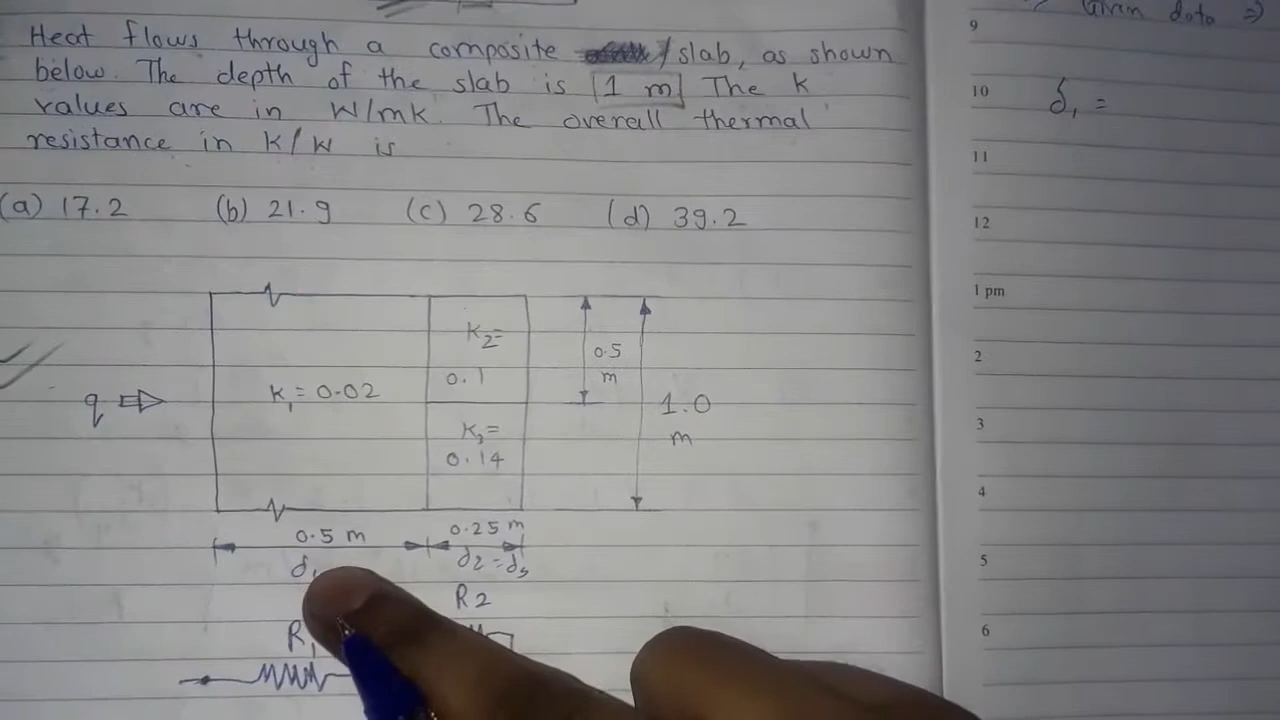 Given data ⇒
Heat flows through a composite / slab, as shown
below. The depth of the slab is 1 m The k
values are in W/mk. The overall thermal
resistance in K/W is
(a) 17.2 (b) 21.9 (c) 28.6 (d) 39.2
δ₁ =
q ⇒
K₁ = 0.02
K₂=
0.1
K₃=
0.14
0.5
m
1.0
m
0.5 m
0.25 m
δ₁
δ2 = δ3
R2
R₁
9
10
11
12
1 pm
2
3
4
5
6